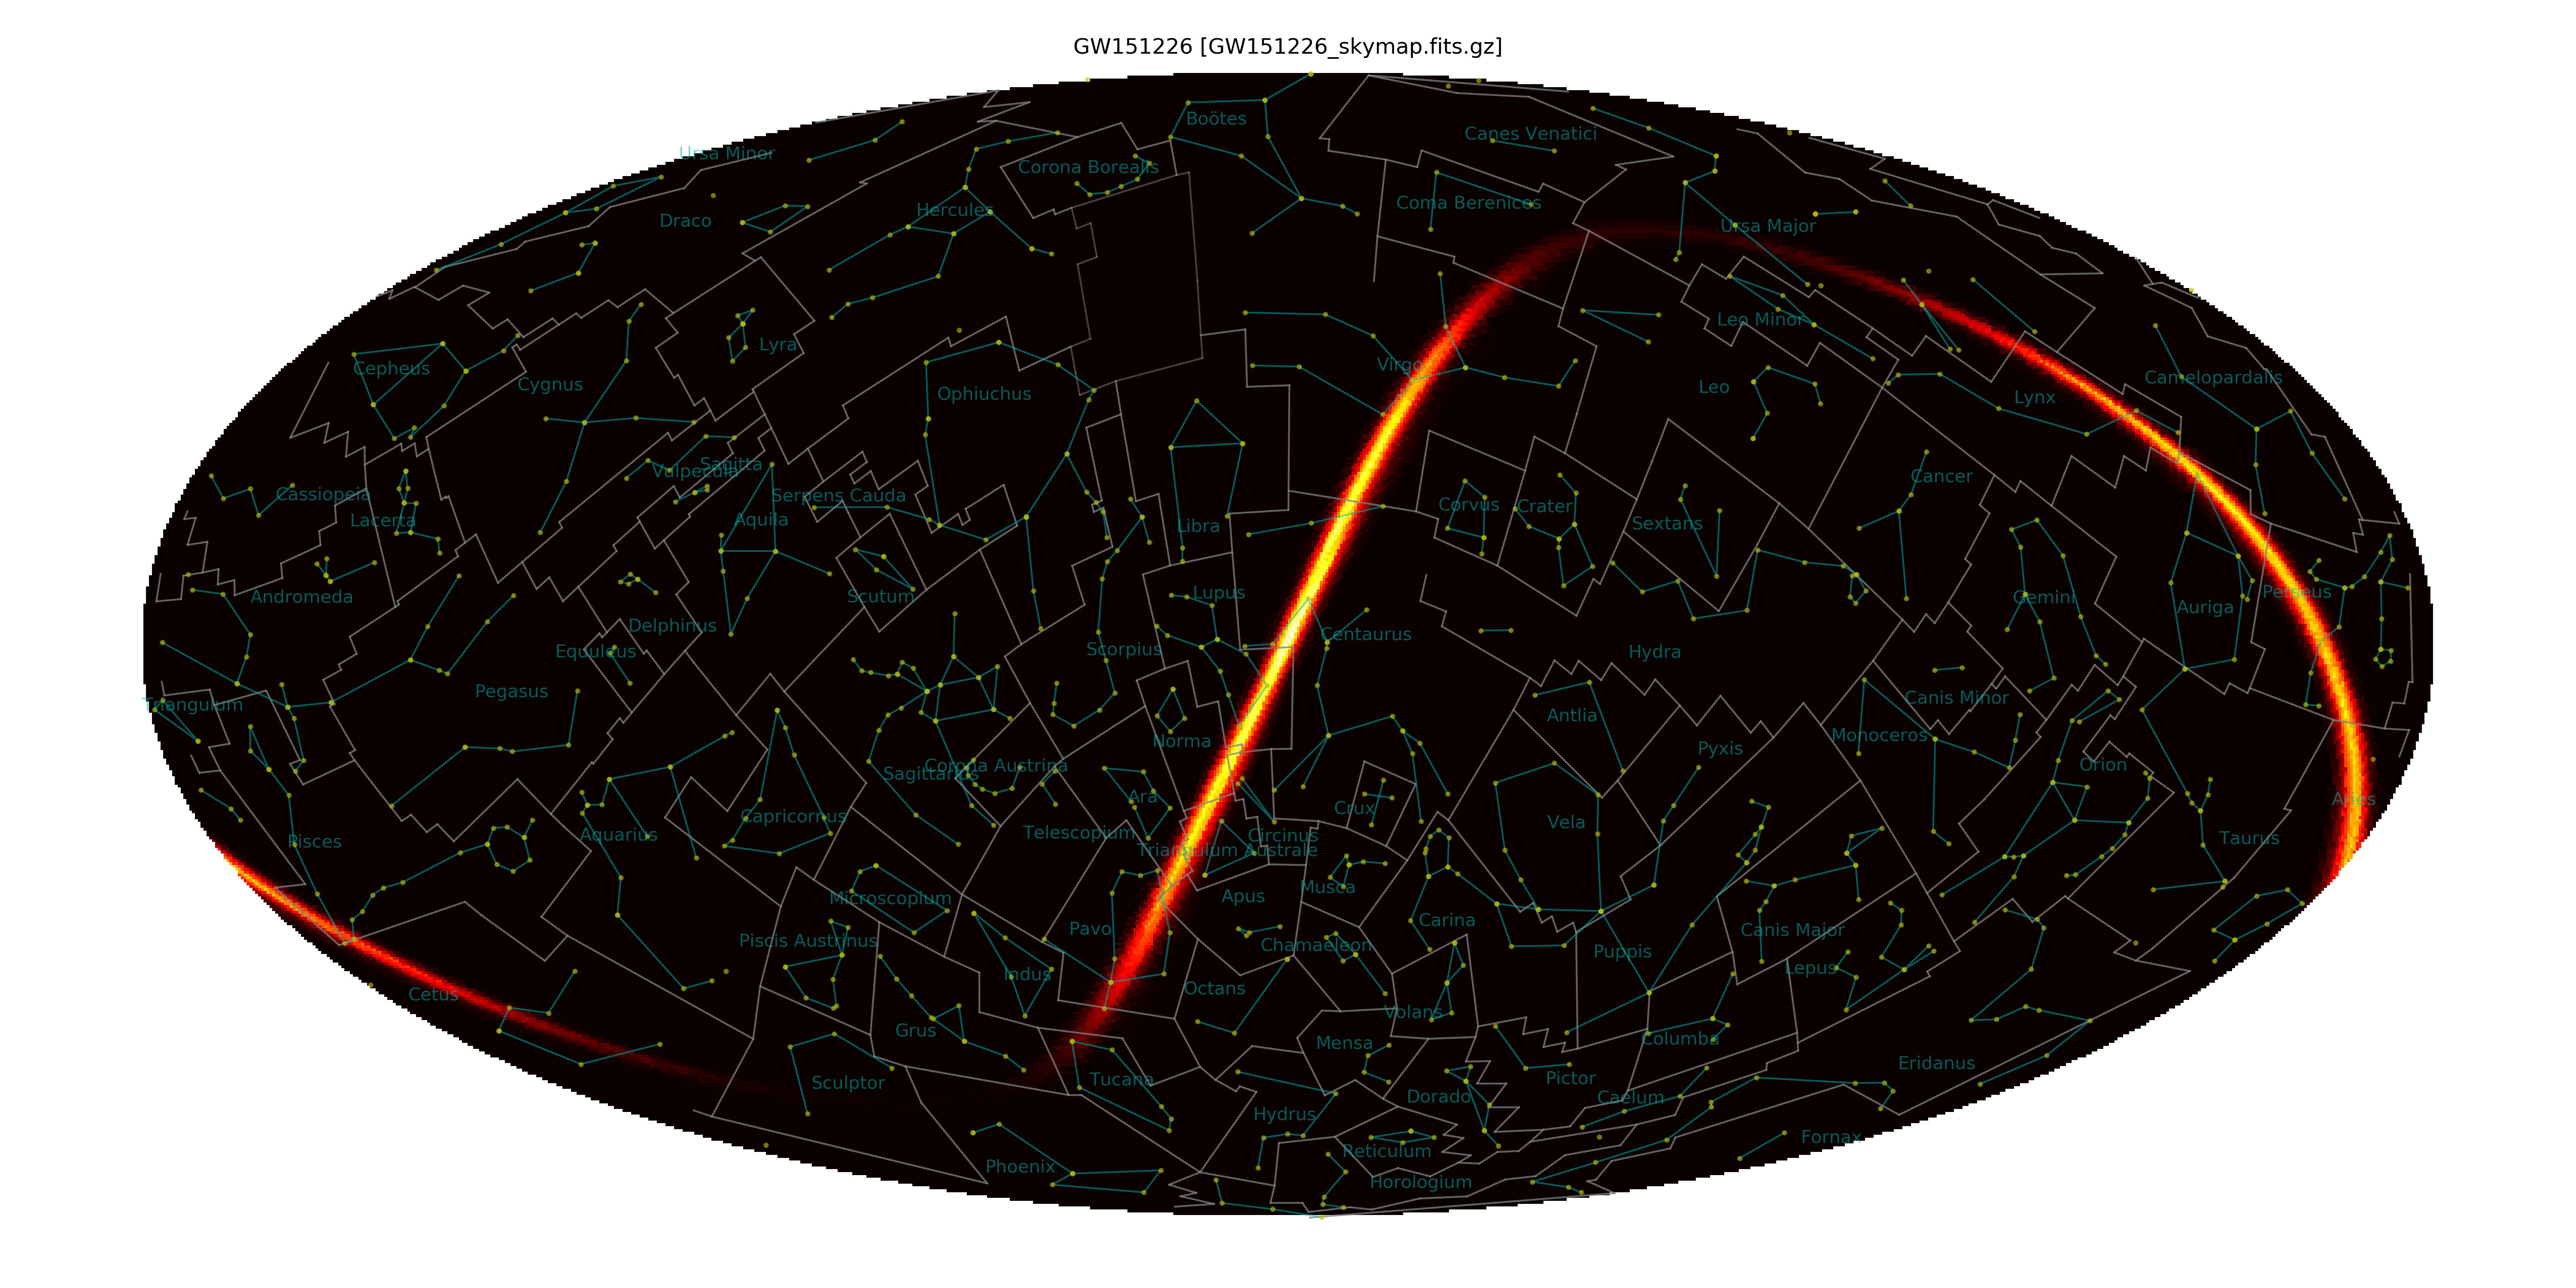 GW151226 [GW151226_skymap.fits.gz]
Boötes
Canes Venatici
Ursa Minor
Corona Borealis
Coma Berenices
Hercules
Draco
Ursa Major
Leo Minor
Lyra
Virgo
Cepheus
Camelopardalis
Cygnus
Leo
Ophiuchus
Lynx
Sagitta
Vulpecula
Cancer
Cassiopeia
Serpens Cauda
Corvus
Crater
Lacerta
Aquila
Libra
Sextans
Lupus
Perseus
Andromeda
Scutum
Gemini
Auriga
Delphinus
Centaurus
Equuleus
Scorpius
Hydra
Pegasus
Canis Minor
Triangulum
Antlia
Monoceros
Norma
Pyxis
Corona Austrina
Orion
Sagittarius
Ara
Aries
Crux
Capricornus
Vela
Telescopium
Aquarius
Circinus
Taurus
Pisces
Triangulum Australe
Musca
Microscopium
Apus
Carina
Pavo
Canis Major
Piscis Austrinus
Chamaeleon
Puppis
Lepus
Indus
Octans
Cetus
Volans
Grus
Columba
Mensa
Eridanus
Pictor
Tucana
Sculptor
Dorado
Caelum
Hydrus
Fornax
Reticulum
Phoenix
Horologium